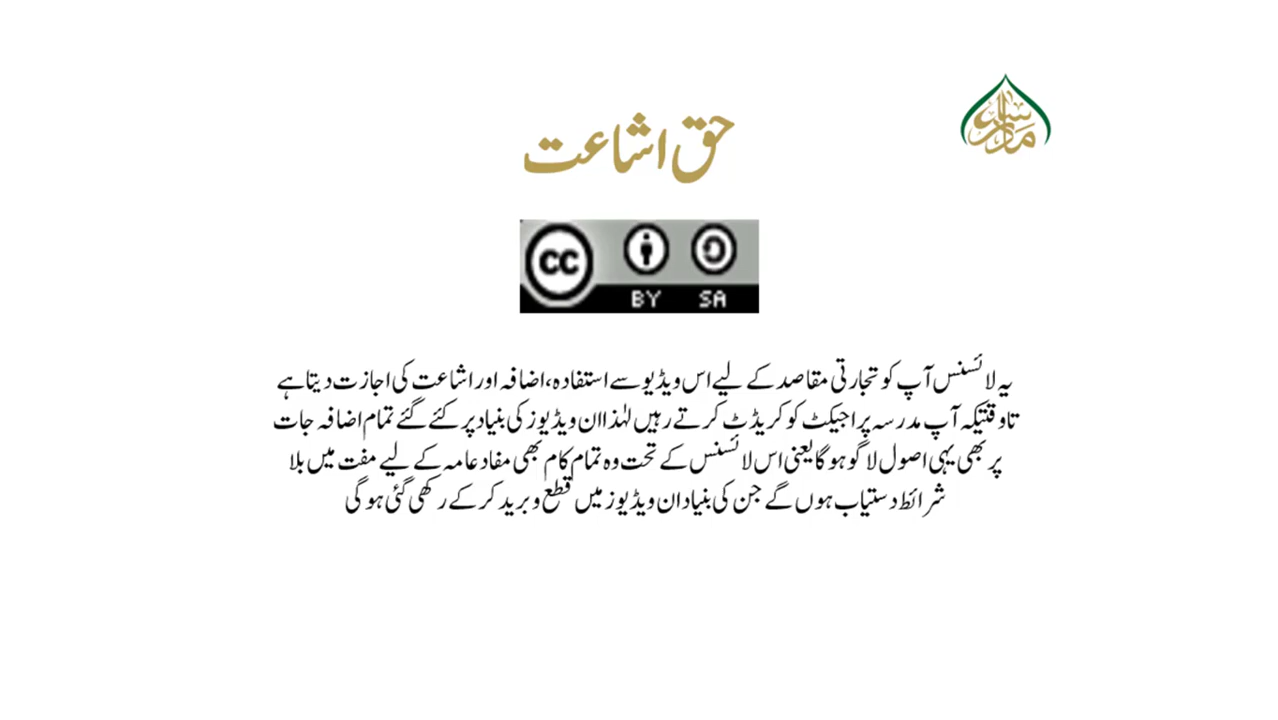 مدرسہ
حق اشاعت
cc
BY SA
یہ لائسنس آپ کو تجارتی مقاصد کے لیے اس ویڈیو سے استفادہ، اضافہ اور اشاعت کی اجازت دیتا ہے
تاوقتیکہ آپ مدرسہ پراجیکٹ کو کریڈٹ کرتے رہیں لہٰذا ان ویڈیوز کی بنیاد پر کئے گئے تمام اضافہ جات
پر بھی یہی اصول لاگو ہوگا یعنی اس لائسنس کے تحت وہ تمام کام بھی مفاد عامہ کے لیے مفت میں بلا
شرائط دستیاب ہوں گے جن کی بنیاد ان ویڈیوز میں قطع و برید کر کے رکھی گئی ہو گی